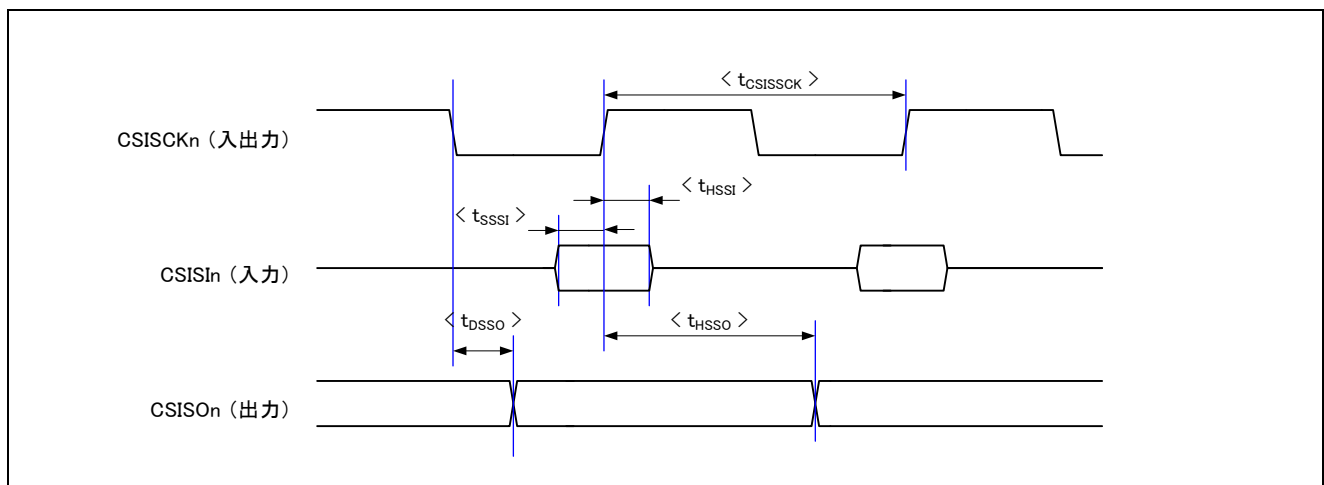 < tCSISSCK >
CSISCKn (入出力)
< tHSSI >
< tSSSI >
CSISIn (入力)
< tDSSO >
< tHSSO >
CSISOn (出力)